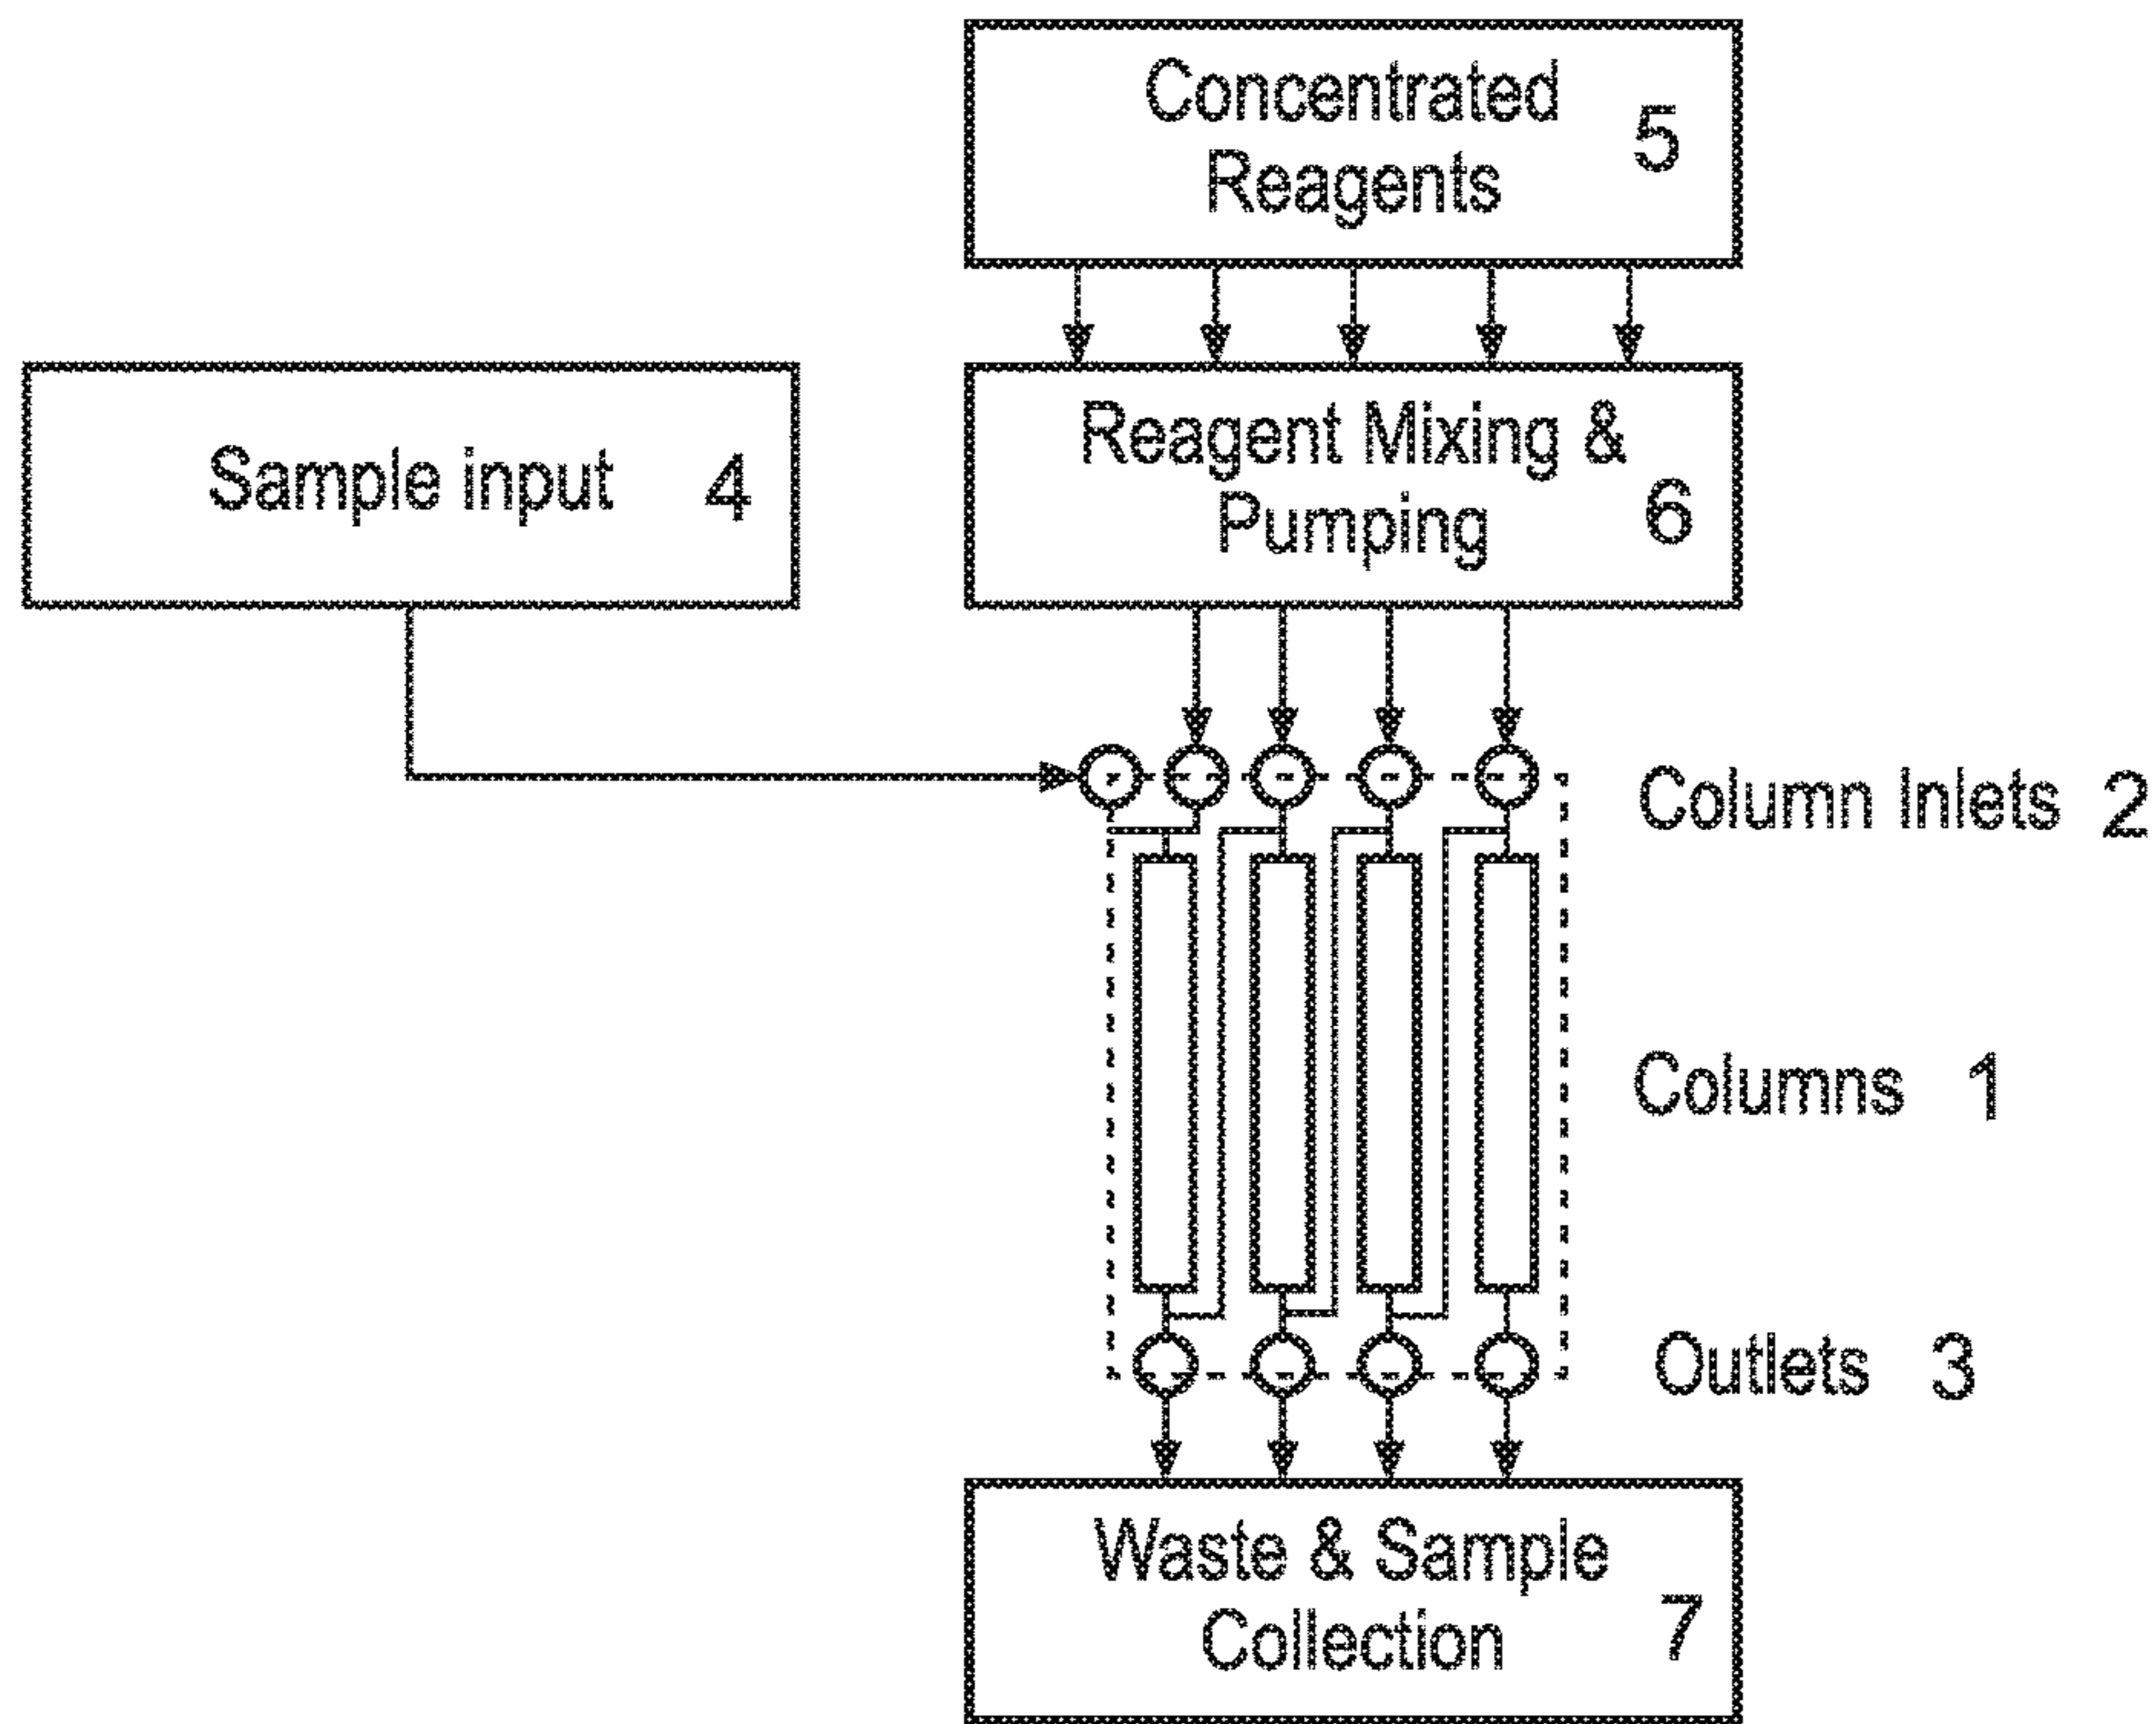 Concentrated
Reagents 5
Sample input 4
Reagent Mixing &
Pumping 6
Column Inlets 2
Columns 1
Outlets 3
Waste & Sample
Collection 7